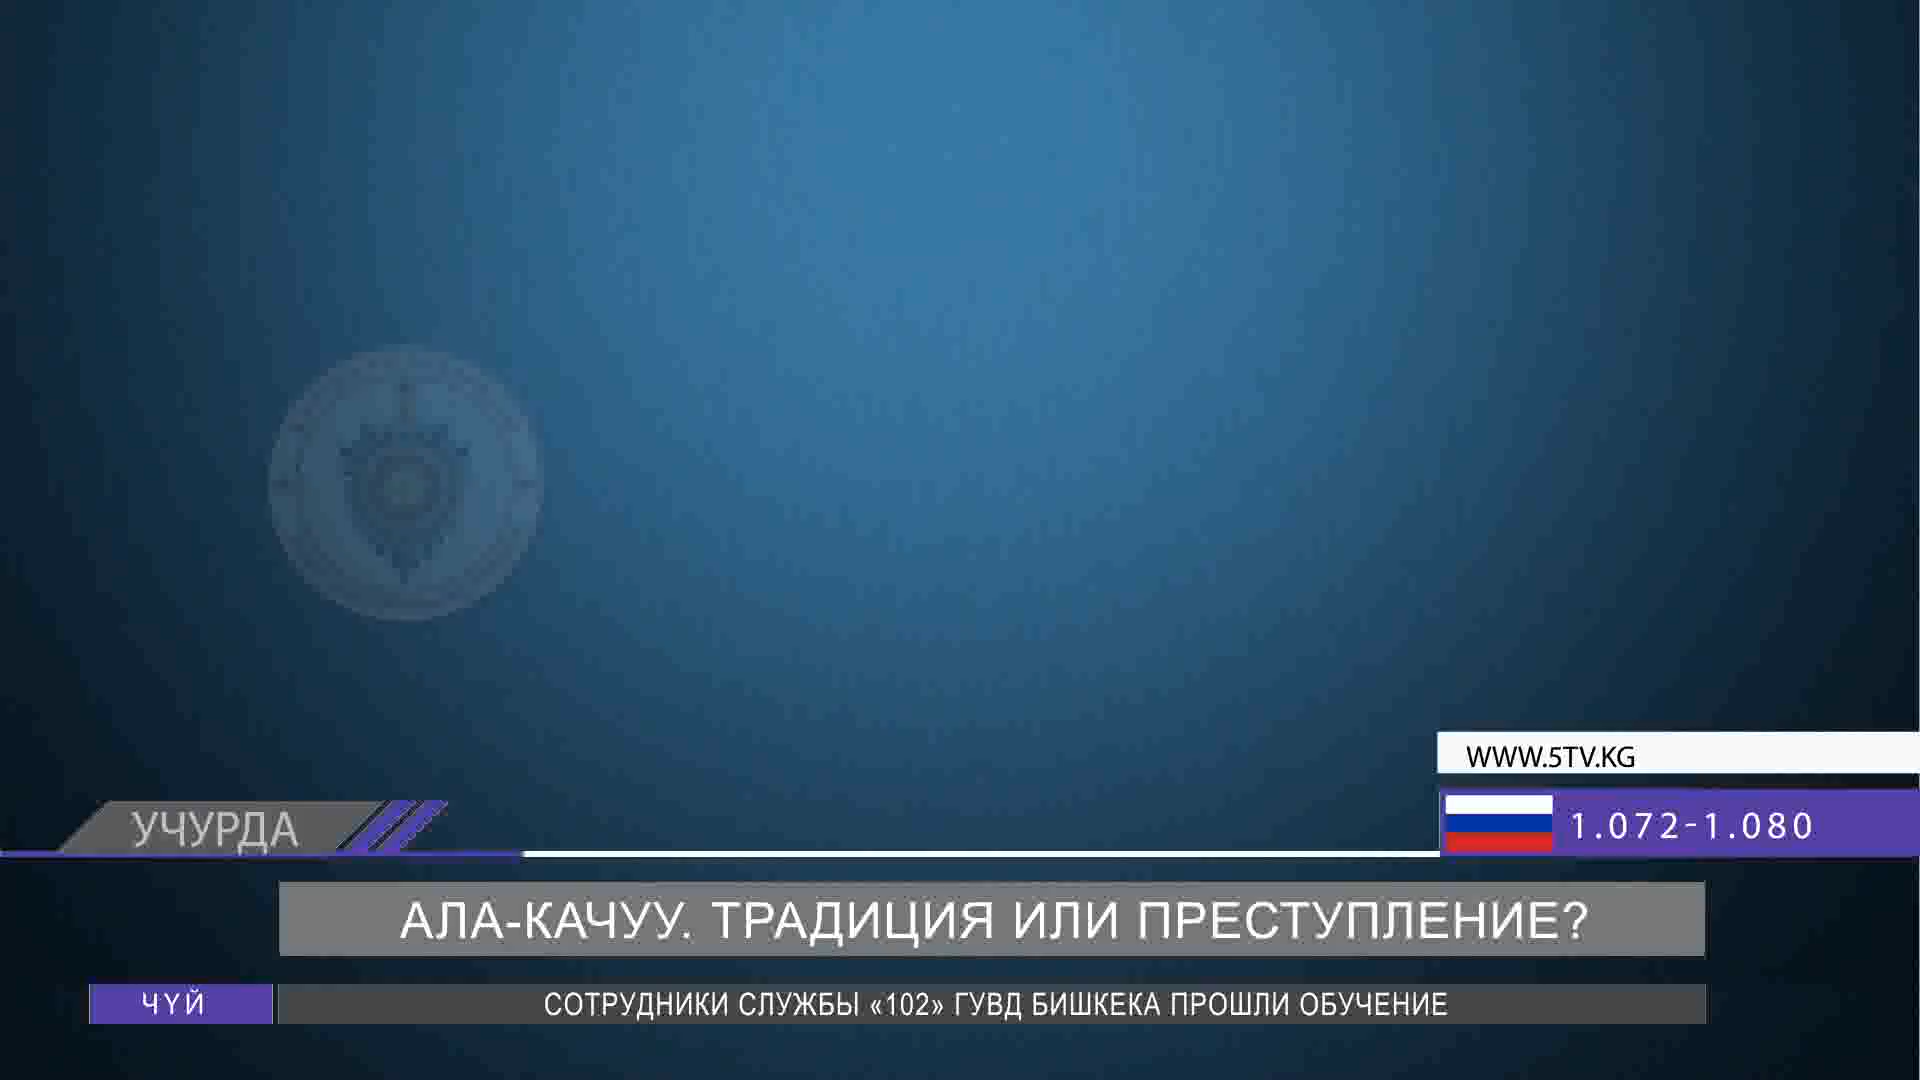 WWW.5TV.KG
УЧУРДА
1.072-1.080
АЛА-КАЧУУ. ТРАДИЦИЯ ИЛИ ПРЕСТУПЛЕНИЕ?
ЧҮЙ
СОТРУДНИКИ СЛУЖБЫ «102» ГУВД БИШКЕКА ПРОШЛИ ОБУЧЕНИЕ